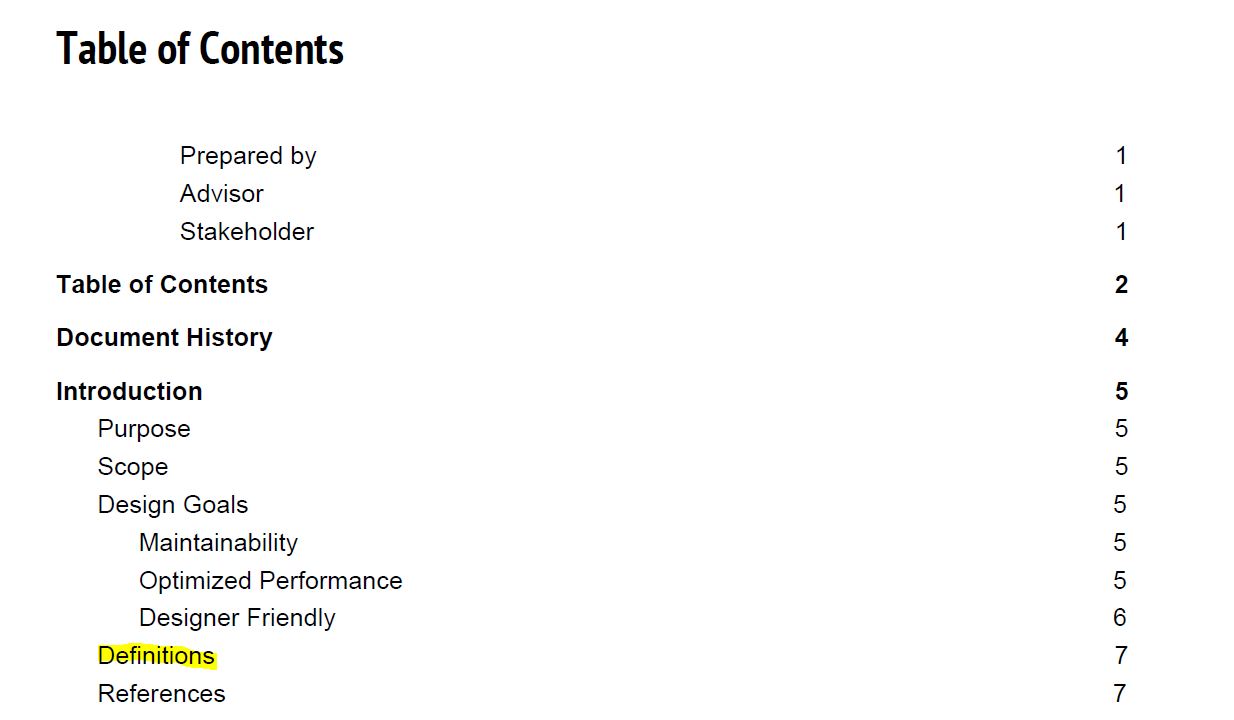 Table of Contents
Prepared by 1
Advisor 1
Stakeholder 1
Table of Contents 2
Document History 4
Introduction 5
Purpose 5
Scope 5
Design Goals 5
Maintainability 5
Optimized Performance 5
Designer Friendly 6
Definitions 7
References 7